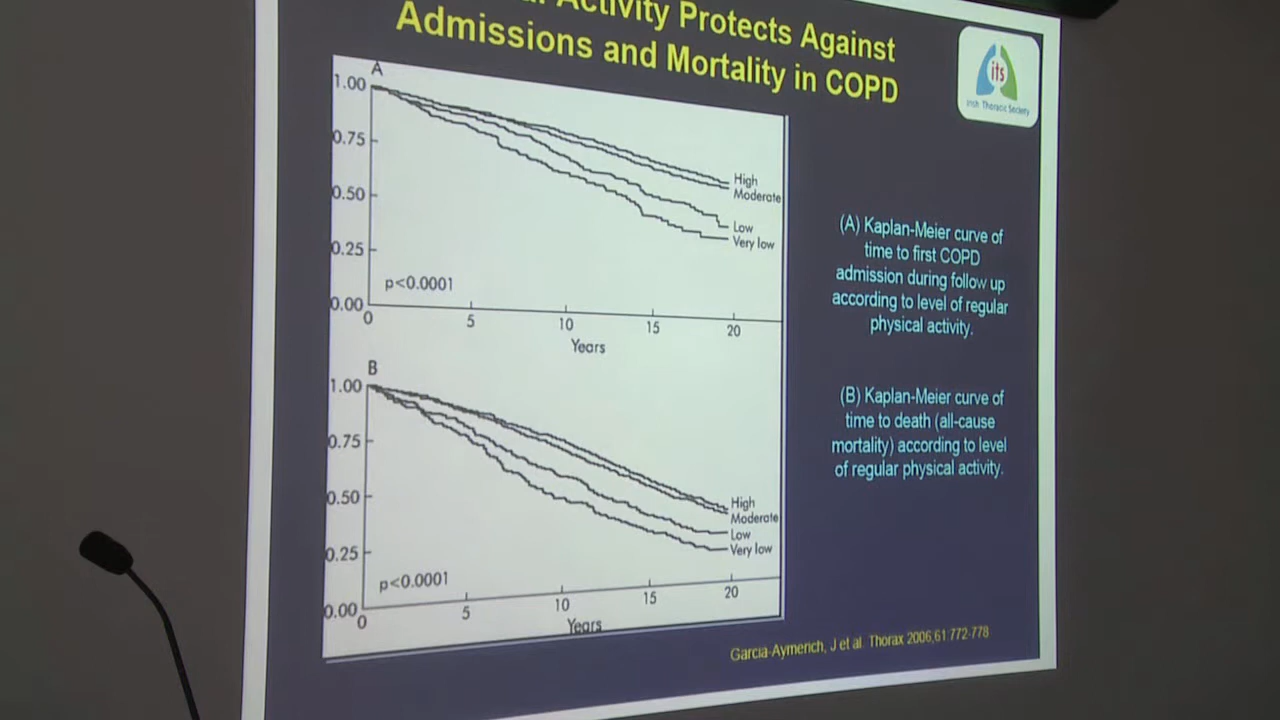 Activity Protects Against
Admissions and Mortality in COPD
its
Irish Thoracic Society
A
1.00
0.75
0.50
0.25
0.00
High
Moderate
Low
Very low
p<0.0001
0 5 10 15 20
Years
(A) Kaplan-Meier curve of
time to first COPD
admission during follow up
according to level of regular
physical activity.
B
1.00
0.75
0.50
0.25
0.00
High
Moderate
Low
Very low
p<0.0001
0 5 10 15 20
Years
(B) Kaplan-Meier curve of
time to death (all-cause
mortality) according to level
of regular physical activity.
Garcia-Aymerich, J et al. Thorax 2006;61:772-778